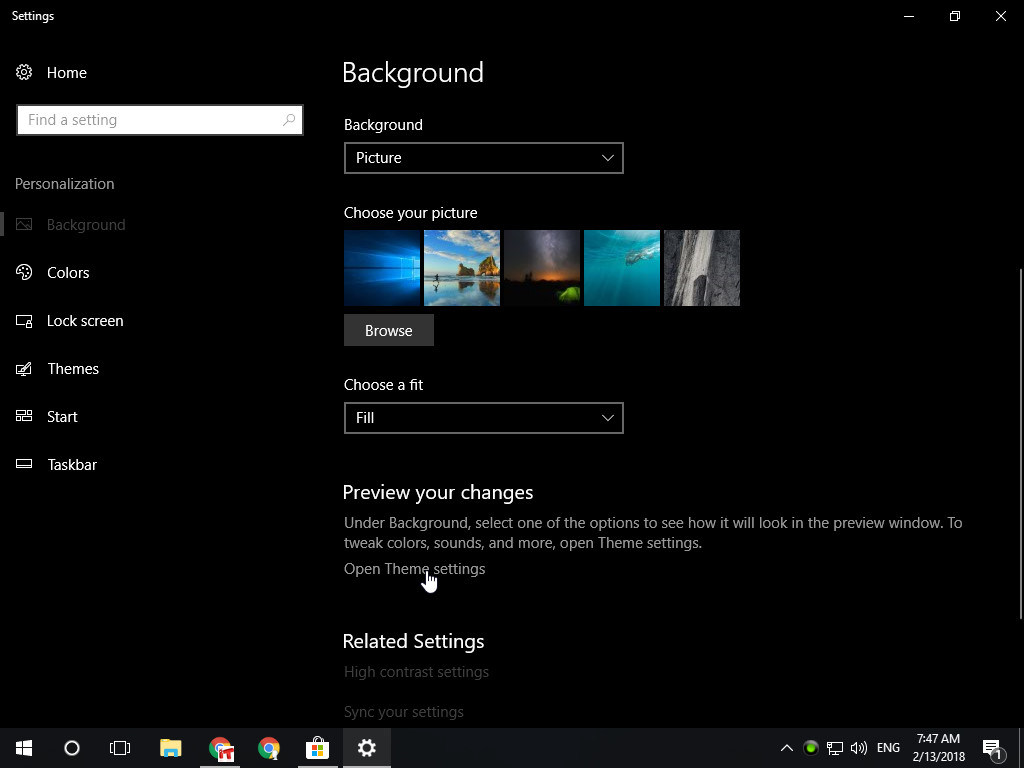 Settings
Home
Find a setting
Personalization
Background
Colors
Lock screen
Themes
Start
Taskbar
Background
Background
Picture
Choose your picture
Browse
Choose a fit
Fill
Preview your changes
Under Background, select one of the options to see how it will look in the preview window. To
tweak colors, sounds, and more, open Theme settings.
Open Theme settings
Related Settings
High contrast settings
Sync your settings
ENG
7:47 AM
2/13/2018
1